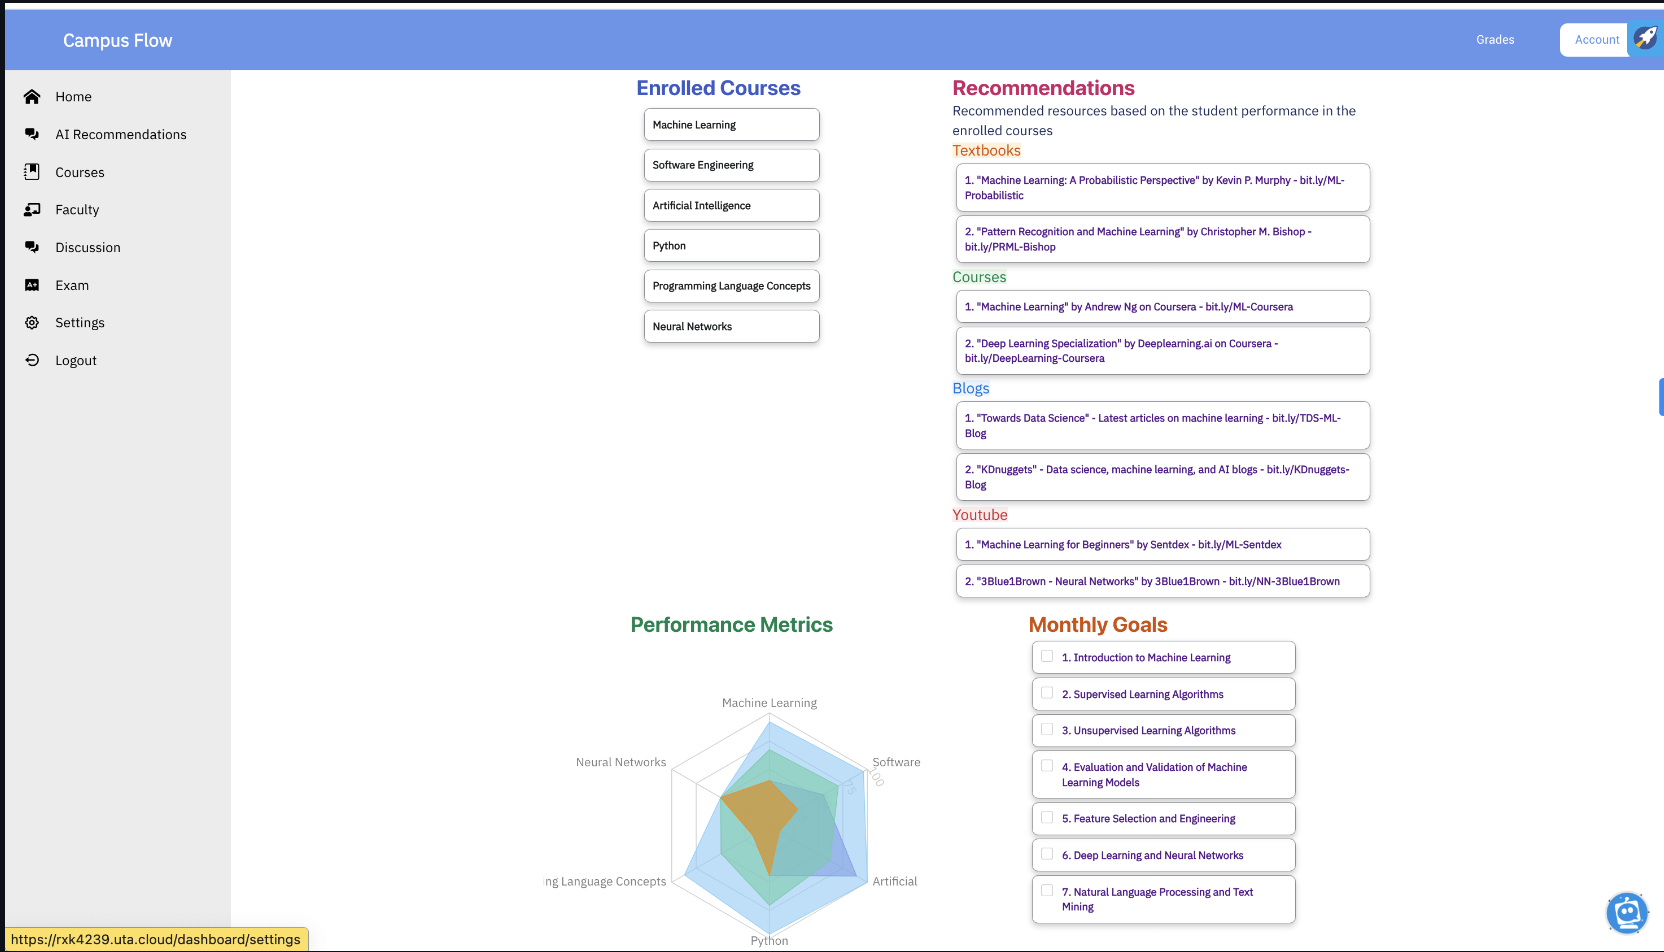 Campus Flow
Grades
Account
Home
AI Recommendations
Courses
Faculty
Discussion
Exam
Settings
Logout
Enrolled Courses
Machine Learning
Software Engineering
Artificial Intelligence
Python
Programming Language Concepts
Neural Networks
Recommendations
Recommended resources based on the student performance in the
enrolled courses
Textbooks
1. "Machine Learning: A Probabilistic Perspective" by Kevin P. Murphy - bit.ly/ML-
Probabilistic
2. "Pattern Recognition and Machine Learning" by Christopher M. Bishop -
bit.ly/PRML-Bishop
Courses
1. "Machine Learning" by Andrew Ng on Coursera - bit.ly/ML-Coursera
2. "Deep Learning Specialization" by Deeplearning.ai on Coursera -
bit.ly/DeepLearning-Coursera
Blogs
1. "Towards Data Science" - Latest articles on machine learning - bit.ly/TDS-ML-
Blog
2. "KDnuggets" - Data science, machine learning, and AI blogs - bit.ly/KDnuggets-
Blog
Youtube
1. "Machine Learning for Beginners" by Sentdex - bit.ly/ML-Sentdex
2. "3Blue1Brown - Neural Networks" by 3Blue1Brown - bit.ly/NN-3Blue1Brown
Performance Metrics
Machine Learning
Neural Networks
Software
100
75
ng Language Concepts
Artificial
Python
Monthly Goals
1. Introduction to Machine Learning
2. Supervised Learning Algorithms
3. Unsupervised Learning Algorithms
4. Evaluation and Validation of Machine
Learning Models
5. Feature Selection and Engineering
6. Deep Learning and Neural Networks
7. Natural Language Processing and Text
Mining
https://rxk4239.uta.cloud/dashboard/settings